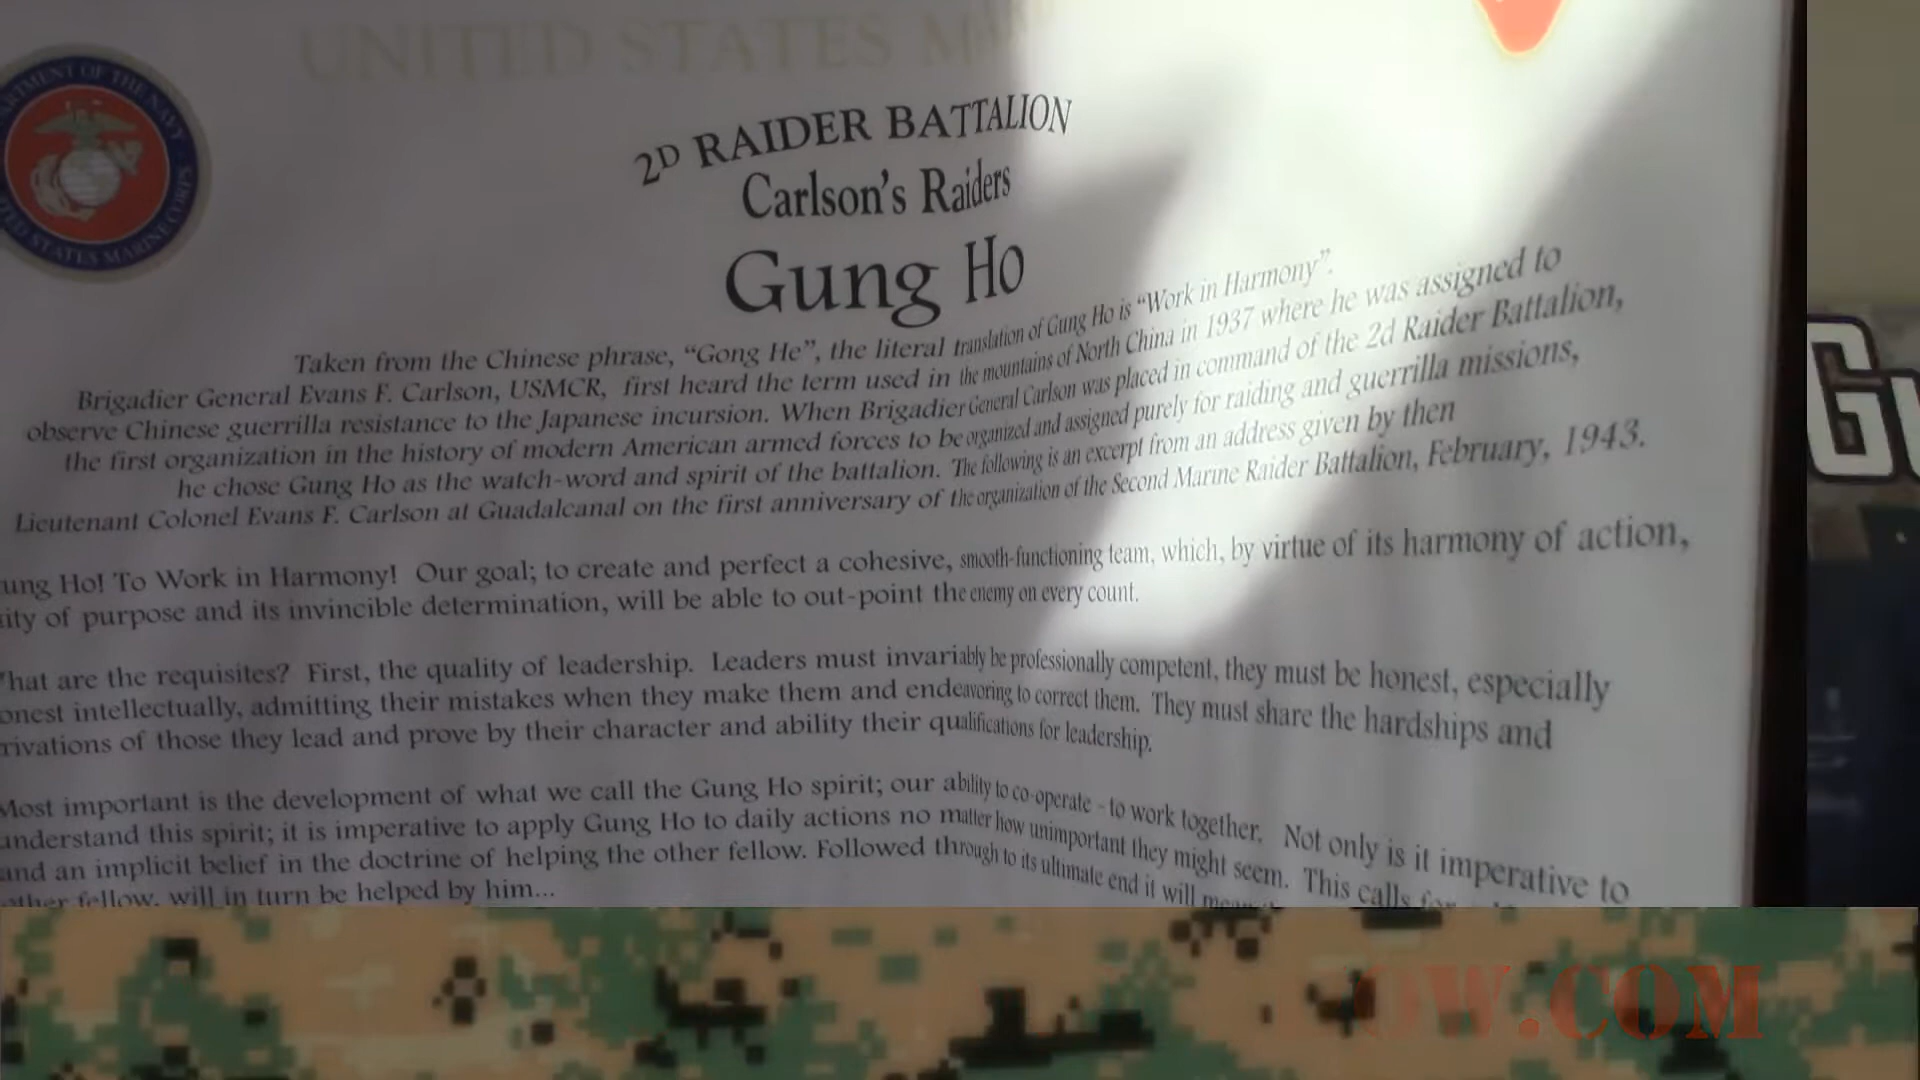 UNITED STATES
DEPARTMENT OF THE NAVY
UNITED STATES MARINE CORPS
2D RAIDER BATTALION
Carlson's Raiders
Gung Ho
Taken from the Chinese phrase, “Gong He”, the literal translation of Gung Ho is “Work in Harmony”.
Brigadier General Evans F. Carlson, USMCR, first heard the term used in the mountains of North China in 1937 where he was assigned to
observe Chinese guerrilla resistance to the Japanese incursion. When Brigadier General Carlson was placed in command of the 2d Raider Battalion,
the first organization in the history of modern American armed forces to be organized and assigned purely for raiding and guerrilla missions,
he chose Gung Ho as the watch-word and spirit of the battalion. The following is an excerpt from an address given by then
Lieutenant Colonel Evans F. Carlson at Guadalcanal on the first anniversary of the organization of the Second Marine Raider Battalion, February, 1943.
ung Ho! To Work in Harmony! Our goal; to create and perfect a cohesive, smooth-functioning team, which, by virtue of its harmony of action,
ity of purpose and its invincible determination, will be able to out-point the enemy on every count.
hat are the requisites? First, the quality of leadership. Leaders must invariably be professionally competent, they must be honest, especially
onest intellectually, admitting their mistakes when they make them and endeavoring to correct them. They must share the hardships and
rivations of those they lead and prove by their character and ability their qualifications for leadership.
Most important is the development of what we call the Gung Ho spirit; our ability to co-operate - to work together. Not only is it imperative to
understand this spirit; it is imperative to apply Gung Ho to daily actions no matter how unimportant they might seem. This calls for
and an implicit belief in the doctrine of helping the other fellow. Followed through to its ultimate end it will mean
other fellow, will in turn be helped by him...
Gu
OW.COM